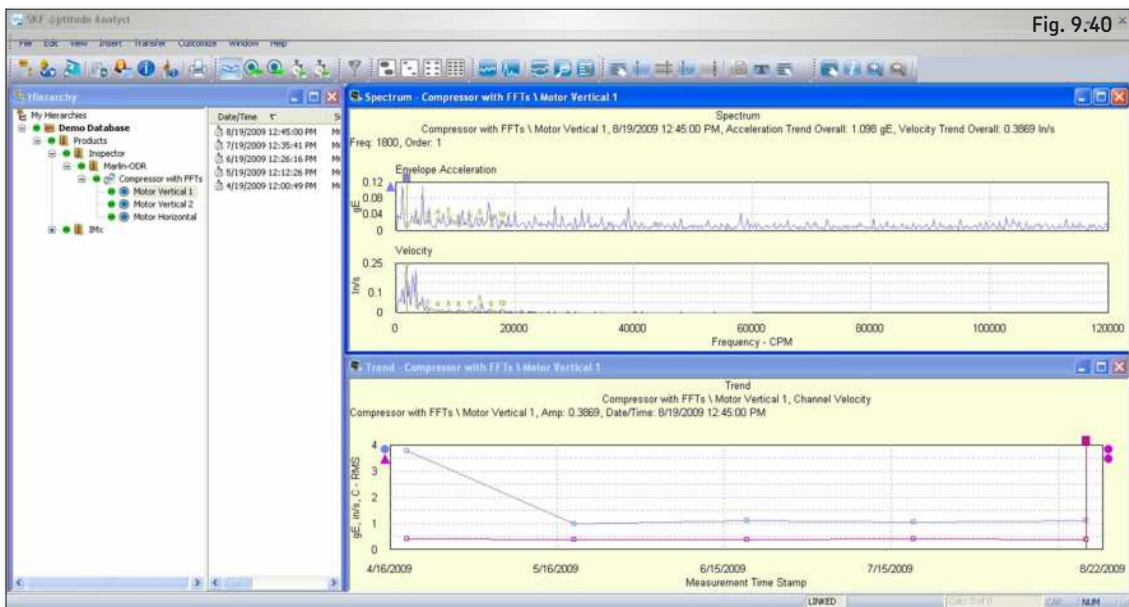 SKF @ptitude Analyst
Fig. 9.40
File Edit View Insert Transfer Customize Window Help
Hierarchy
My Hierarchies
Demo Database
Products
Inspector
Marlin-ODR
Compressor with FFTs
Motor Vertical 1
Motor Vertical 2
Motor Horizontal
IMx
Date/Time
8/19/2009 12:45:00 PM
7/19/2009 12:35:41 PM
6/19/2009 12:26:16 PM
5/19/2009 12:12:26 PM
4/19/2009 12:00:49 PM
Spectrum - Compressor with FFTs \ Motor Vertical 1
Spectrum
Compressor with FFTs \ Motor Vertical 1, 8/19/2009 12:45:00 PM, Acceleration Trend Overall: 1.098 gE, Velocity Trend Overall: 0.3869 In/s
Freq: 1800, Order: 1
Envelope Acceleration
gE
0.12
0.08
0.04
0
Velocity
In/s
0.25
0.1
0
0 20000 40000 60000 80000 100000 120000
Frequency - CPM
Trend - Compressor with FFTs \ Motor Vertical 1
Trend
Compressor with FFTs \ Motor Vertical 1, Channel Velocity
Compressor with FFTs \ Motor Vertical 1, Amp: 0.3869, Date/Time: 8/19/2009 12:45:00 PM
gE, in/s, C - RMS
4
3
2
1
0
4/16/2009 5/16/2009 6/15/2009 7/15/2009 8/22/2009
Measurement Time Stamp
LINKED CAP NUM